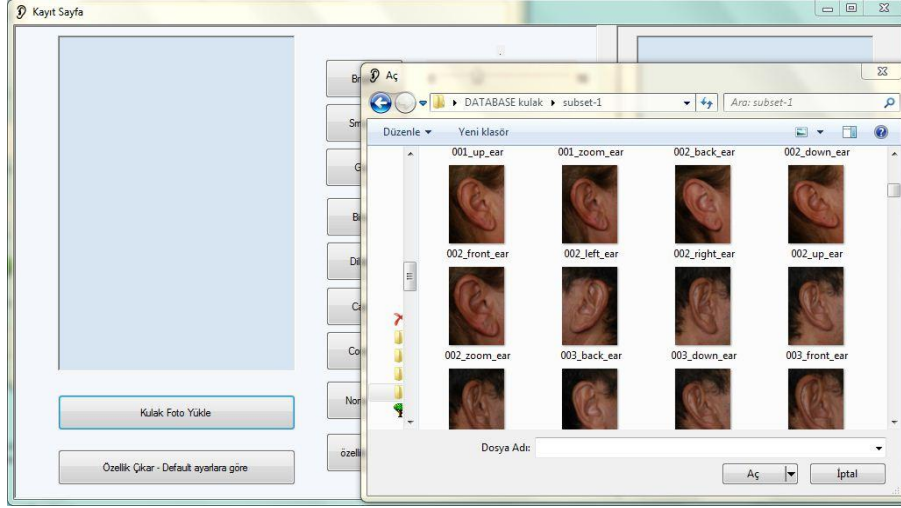 Kayıt Sayfa
Aç
DATABASE kulak ▸ subset-1
Ara: subset-1
Düzenle
Yeni klasör
001_up_ear 001_zoom_ear 002_back_ear 002_down_ear
002_front_ear 002_left_ear 002_right_ear 002_up_ear
002_zoom_ear 003_back_ear 003_down_ear 003_front_ear
Dosya Adı:
Aç
İptal
Kulak Foto Yükle
Özellik Çıkar - Default ayarlara göre